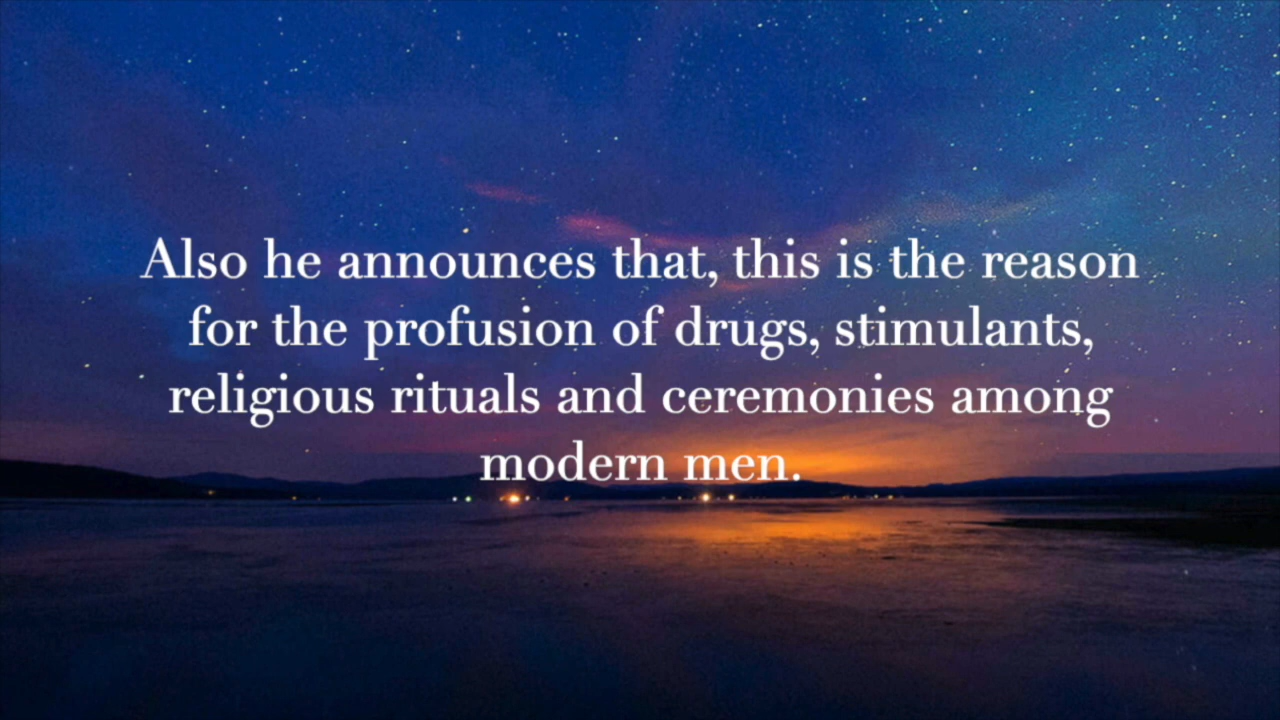 Also he announces that, this is the reason
for the profusion of drugs, stimulants,
religious rituals and ceremonies among
modern men.